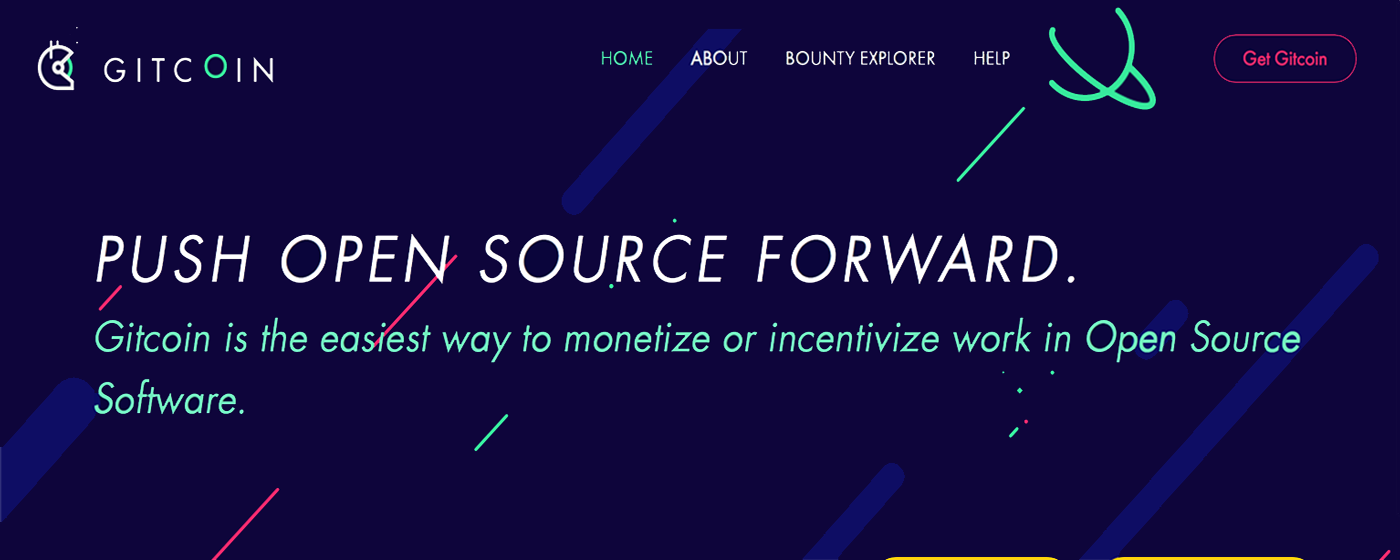 GITCOIN
HOME ABOUT BOUNTY EXPLORER HELP Get Gitcoin
PUSH OPEN SOURCE FORWARD.
Gitcoin is the easiest way to monetize or incentivize work in Open Source
Software.